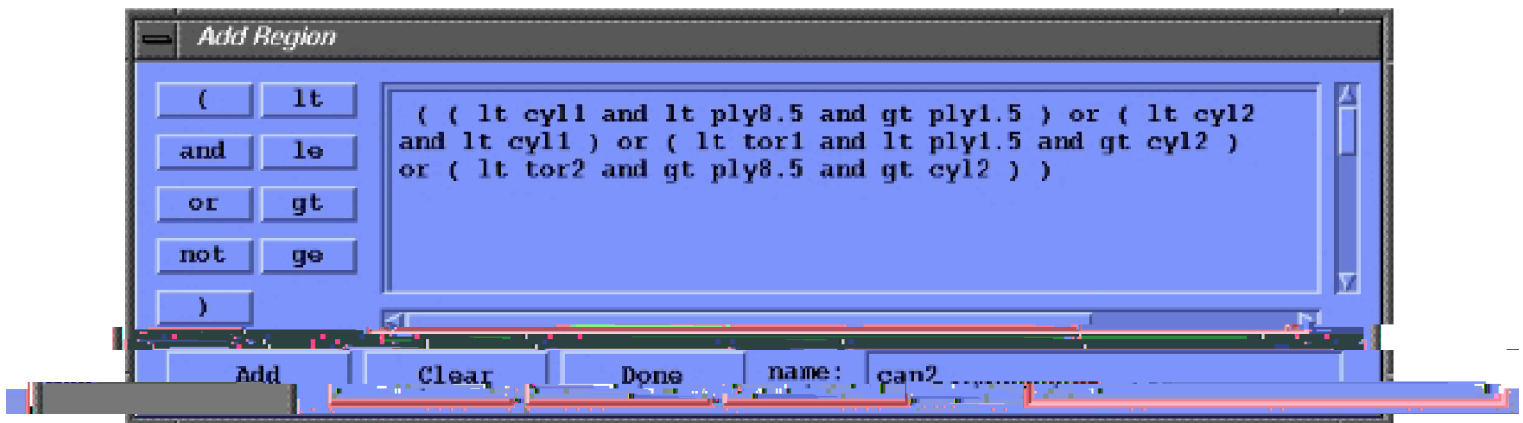 Add Region
( lt
( ( lt cyl1 and lt ply8.5 and gt ply1.5 ) or ( lt cyl2
and lt cyl1 ) or ( lt tor1 and lt ply1.5 and gt cyl2 )
or ( lt tor2 and gt ply8.5 and gt cyl2 ) )
and le
or gt
not ge
)
Add Clear Done name: can2